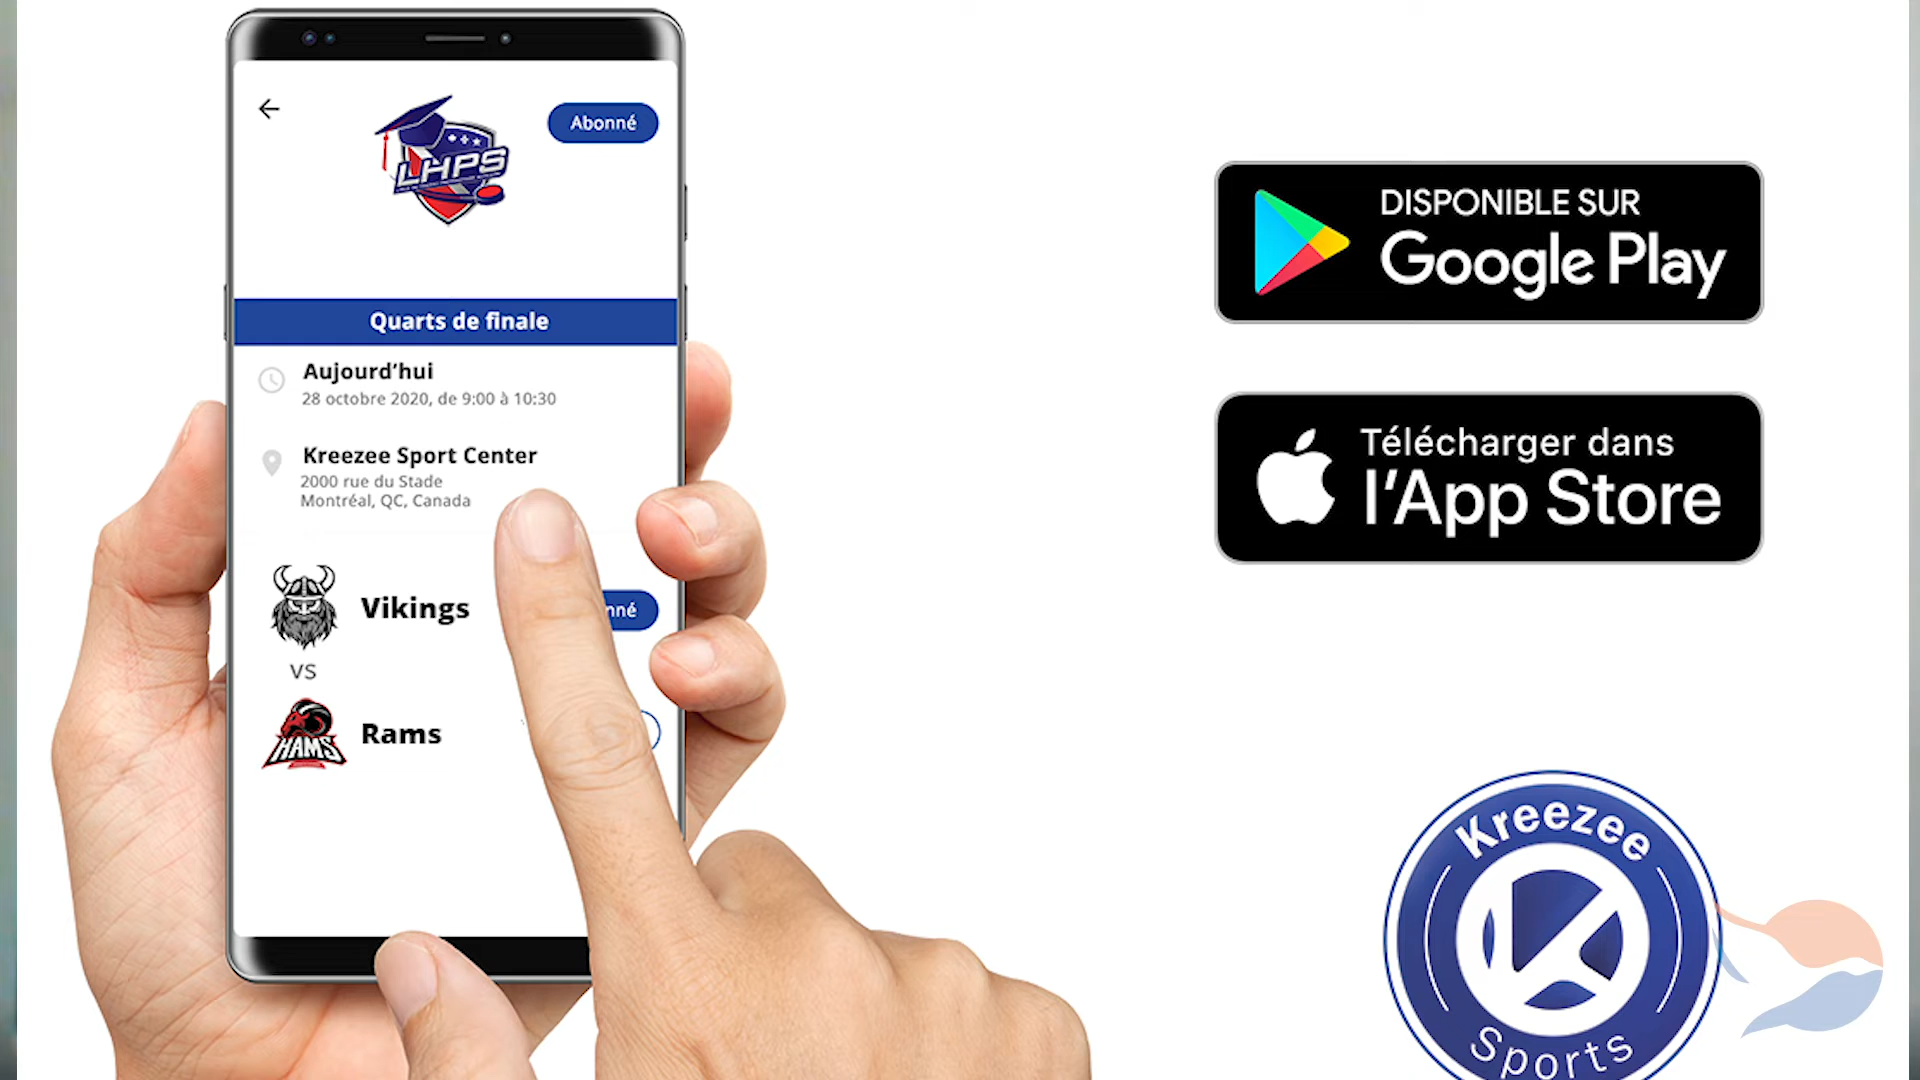 Abonné
LHPS
Quarts de finale
Aujourd'hui
28 octobre 2020, de 9:00 à 10:30
Kreezee Sport Center
2000 rue du Stade
Montréal, QC, Canada
Vikings
nné
VS
HAMS
Rams
DISPONIBLE SUR
Google Play
Télécharger dans
l'App Store
Kreezee
Sports